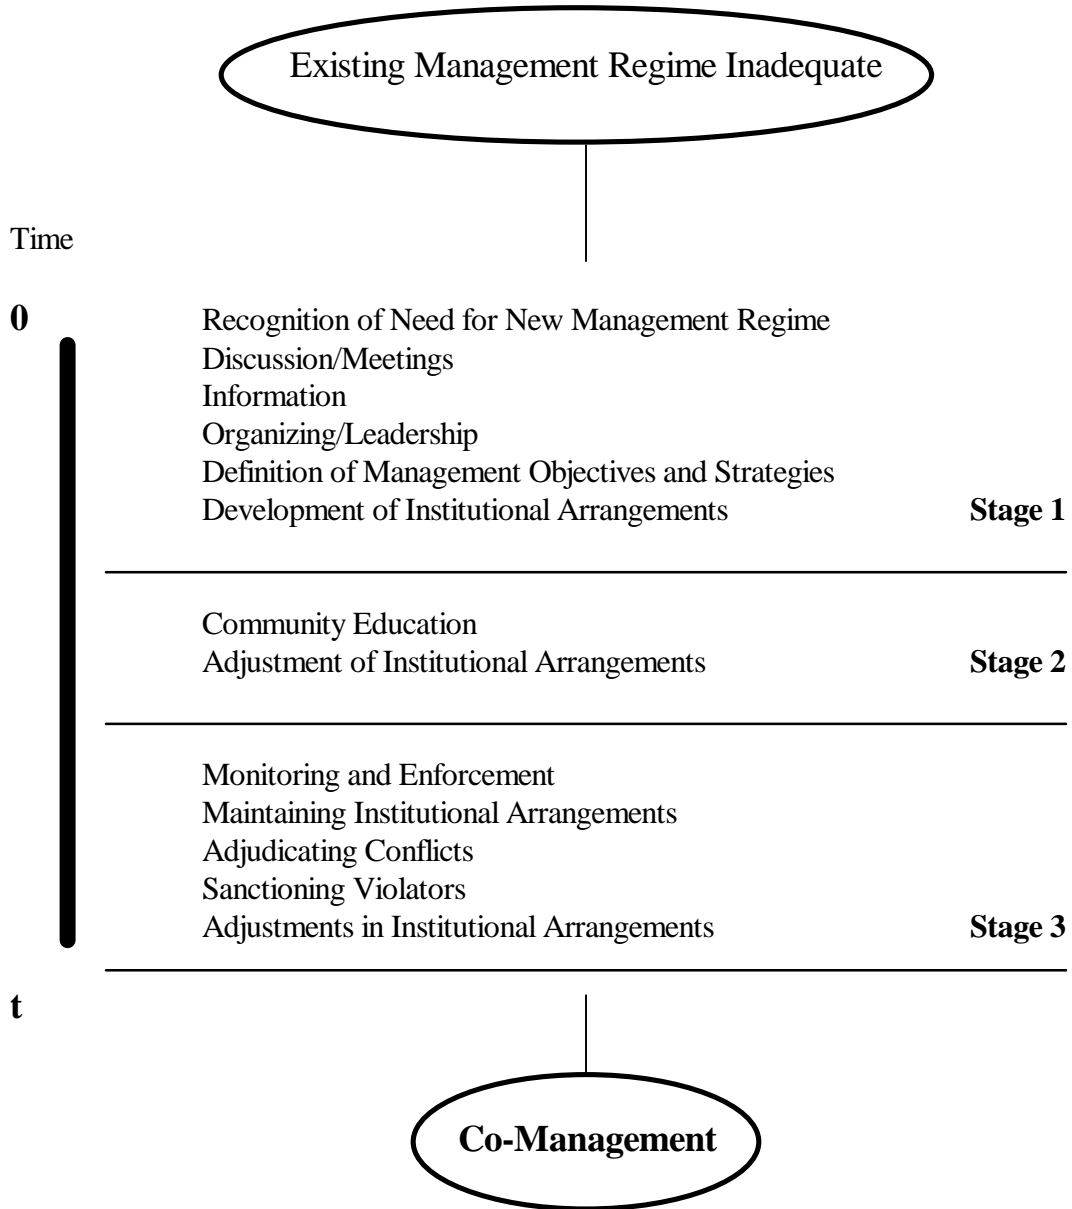 Existing Management Regime Inadequate
Time
0
Recognition of Need for New Management Regime
Discussion/Meetings
Information
Organizing/Leadership
Definition of Management Objectives and Strategies
Development of Institutional Arrangements Stage 1
Community Education
Adjustment of Institutional Arrangements Stage 2
Monitoring and Enforcement
Maintaining Institutional Arrangements
Adjudicating Conflicts
Sanctioning Violators
Adjustments in Institutional Arrangements Stage 3
t
Co-Management